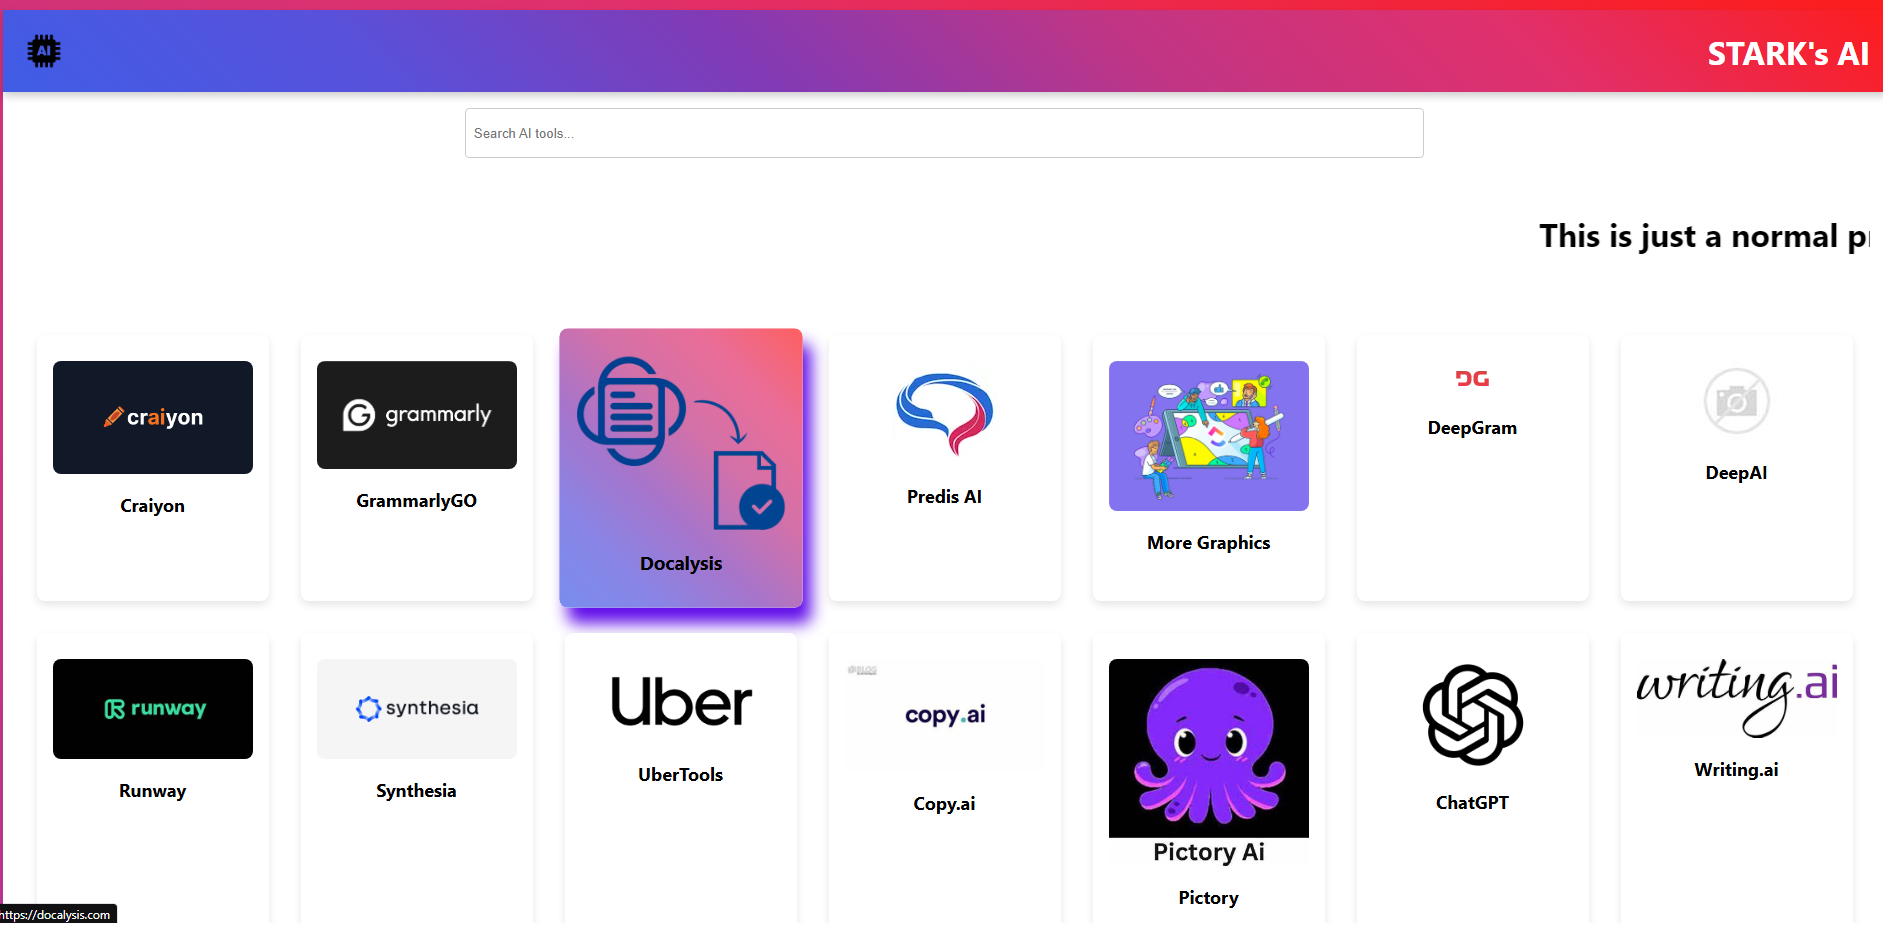 AI
STARK's AI
Search AI tools...
This is just a normal
craiyon
Craiyon
grammarly
GrammarlyGO
Docalysis
Predis AI
More Graphics
DG
DeepGram
DeepAI
runway
Runway
synthesia
Synthesia
Uber
UberTools
copy.ai
Copy.ai
Pictory Ai
Pictory
ChatGPT
writing.ai
Writing.ai
https://docalysis.com